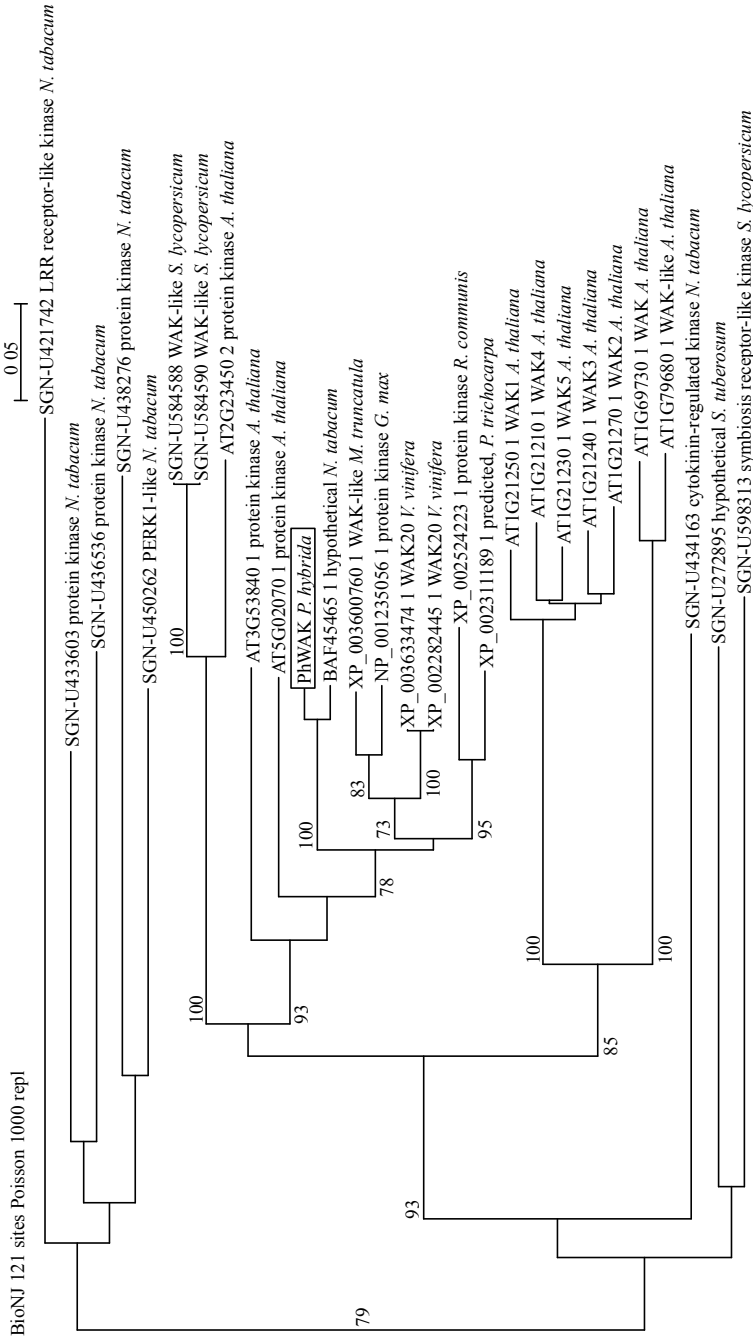 BioNJ 121 sites Poisson 1000 repl
0 05
SGN-U421742 LRR receptor-like kinase N. tabacum
SGN-U433603 protein kinase N. tabacum
SGN-U436536 protein kinase N. tabacum
SGN-U438276 protein kinase N. tabacum
SGN-U450262 PERK1-like N. tabacum
SGN-U584588 WAK-like S. lycopersicum
100
SGN-U584590 WAK-like S. lycopersicum
100
AT2G23450 2 protein kinase A. thaliana
AT3G53840 1 protein kinase A. thaliana
AT5G02070 1 protein kinase A. thaliana
93
PhWAK P. hybrida
100
BAF45465 1 hypothetical N. tabacum
XP_003600760 1 WAK-like M. truncatula
83
NP_001235056 1 protein kinase G. max
73
78
XP_003633474 1 WAK20 V. vinifera
XP_002282445 1 WAK20 V. vinifera
100
XP_002524223 1 protein kinase R. communis
95
XP_002311189 1 predicted, P. trichocarpa
AT1G21250 1 WAK1 A. thaliana
100
AT1G21210 1 WAK4 A. thaliana
AT1G21230 1 WAK5 A. thaliana
AT1G21240 1 WAK3 A. thaliana
AT1G21270 1 WAK2 A. thaliana
85
AT1G69730 1 WAK A. thaliana
100
AT1G79680 1 WAK-like A. thaliana
93
SGN-U434163 cytokinin-regulated kinase N. tabacum
SGN-U272895 hypothetical S. tuberosum
SGN-U598313 symbiosis receptor-like kinase S. lycopersicum
79